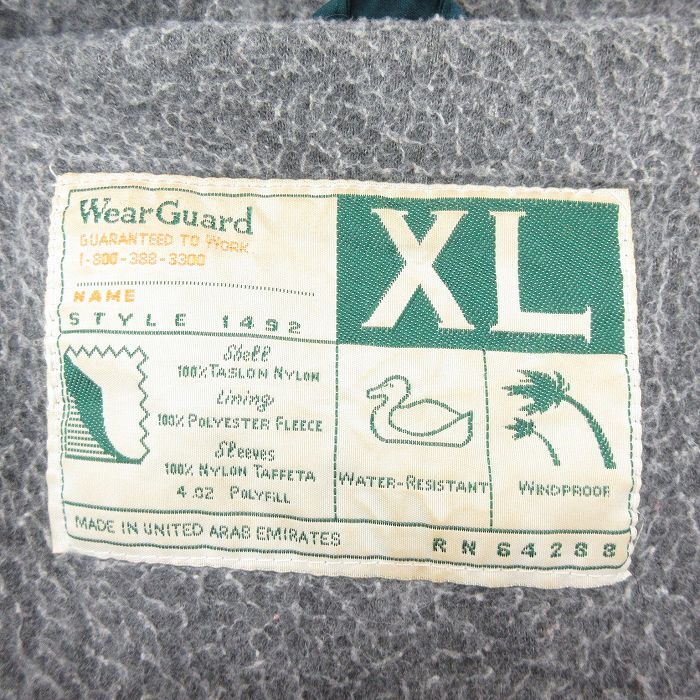 WearGuard
GUARANTEED TO WORK
1-800-388-3300
NAME
STYLE 1492
XL
Shell
100% TASLON NYLON
Lining
100% POLYESTER FLEECE
Sleeves
100% NYLON TAFFETA
4.02 POLYFILL
WATER-RESISTANT
WINDPROOF
MADE IN UNITED ARAB EMIRATES
RN 64288